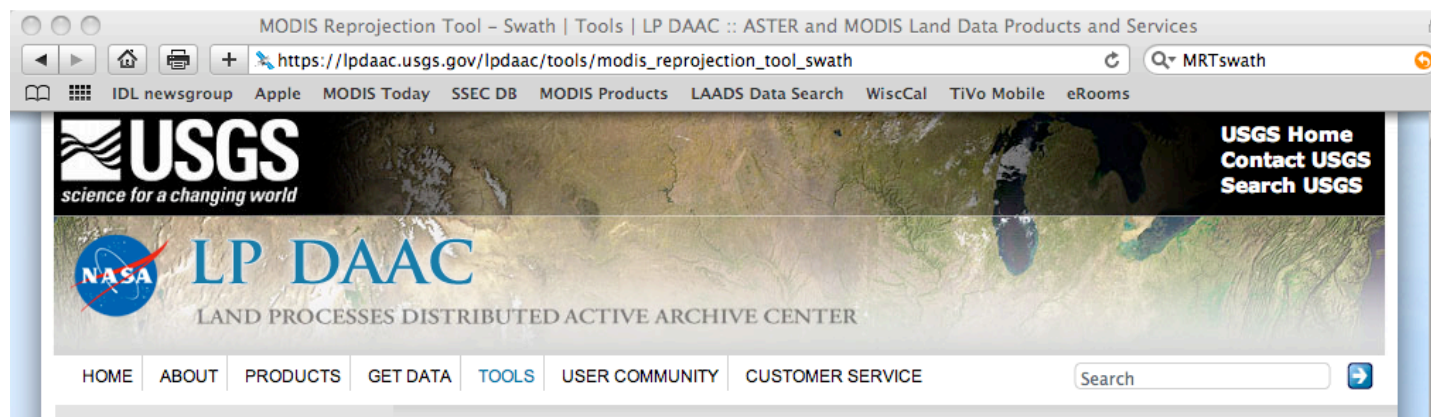 MODIS Reprojection Tool – Swath | Tools | LP DAAC :: ASTER and MODIS Land Data Products and Services
https://lpdaac.usgs.gov/lpdaac/tools/modis_reprojection_tool_swath MRTswath
IDL newsgroup Apple MODIS Today SSEC DB MODIS Products LAADS Data Search WiscCal TiVo Mobile eRooms
USGS
science for a changing world
USGS Home
Contact USGS
Search USGS
NASA
LP DAAC
LAND PROCESSES DISTRIBUTED ACTIVE ARCHIVE CENTER
HOME ABOUT PRODUCTS GET DATA TOOLS USER COMMUNITY CUSTOMER SERVICE Search